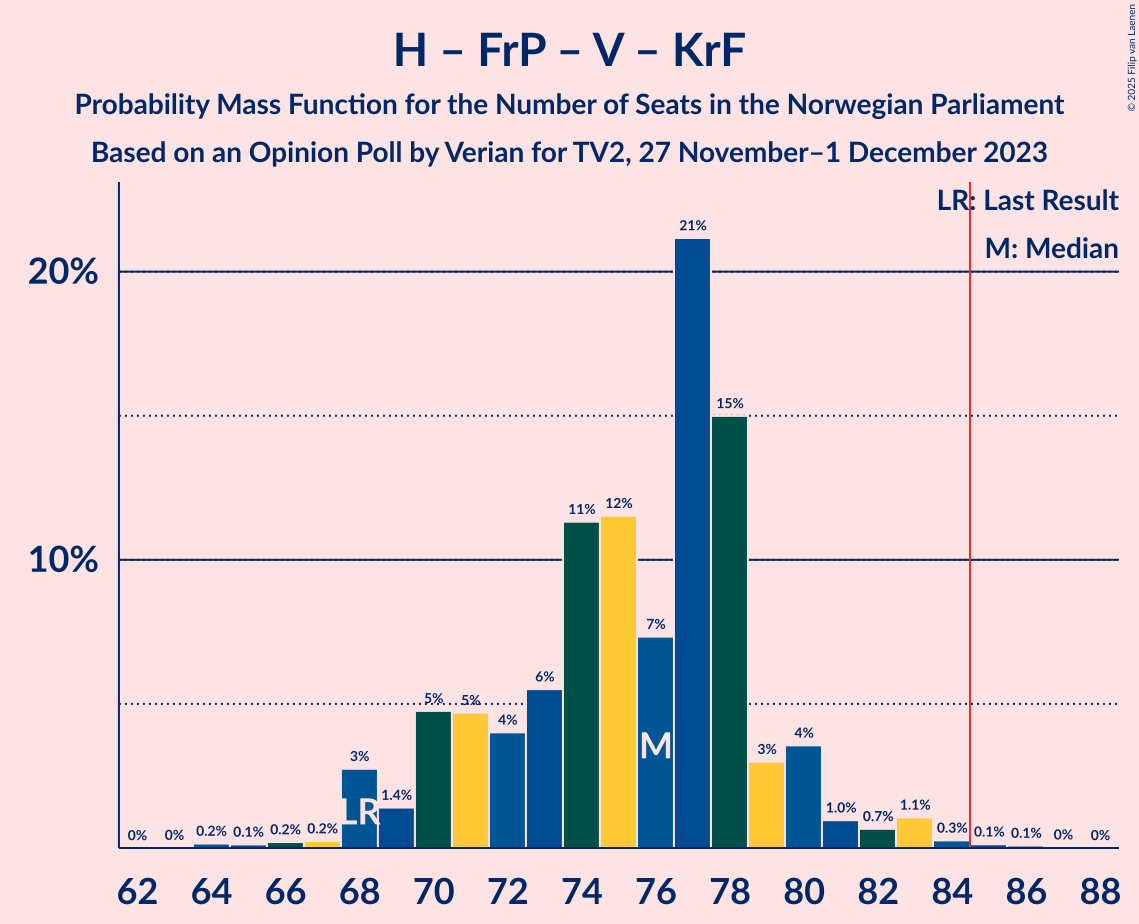 H – FrP – V – KrF
Probability Mass Function for the Number of Seats in the Norwegian Parliament
Based on an Opinion Poll by Verian for TV2, 27 November–1 December 2023
© 2025 Filip van Laenen
LR: Last Result
M: Median
20%
10%
0% 0% 0.2% 0.1% 0.2% 0.2% 3% 1.4% 5% 5% 4% 6% 11% 12% 7% 21% 15% 3% 4% 1.0% 0.7% 1.1% 0.3% 0.1% 0.1% 0% 0%
LR
M
62 64 66 68 70 72 74 76 78 80 82 84 86 88